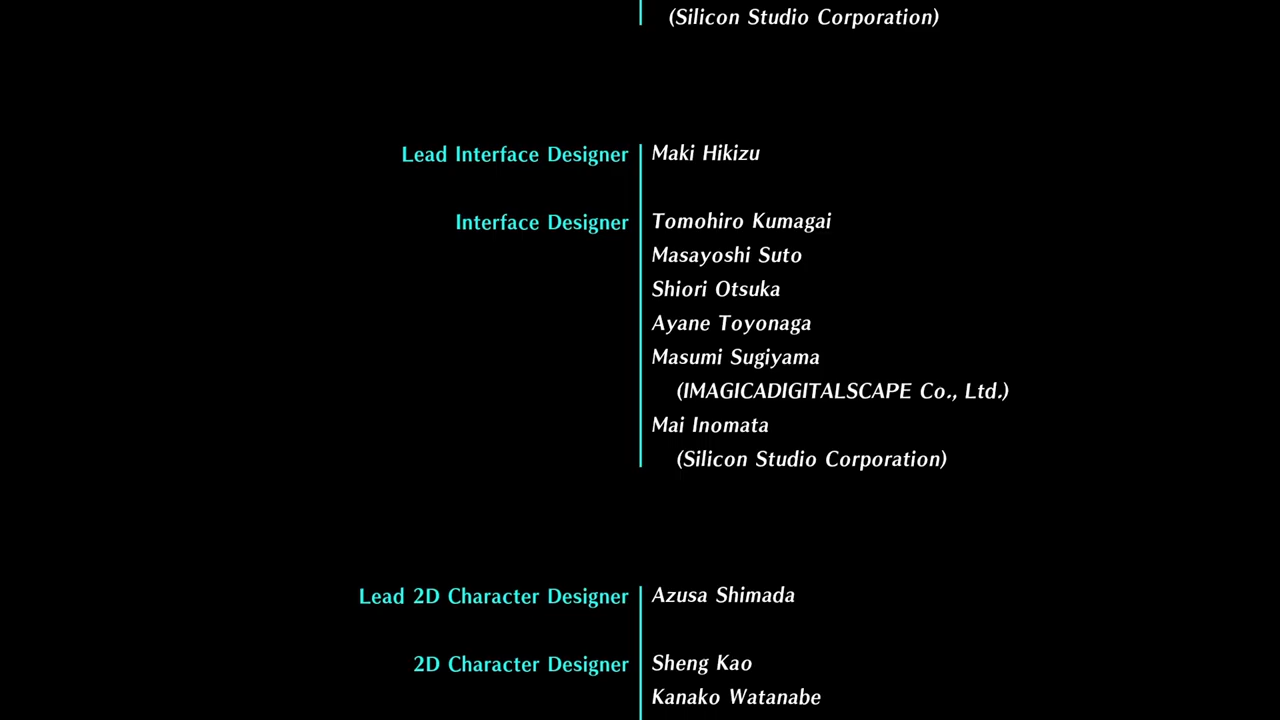 (Silicon Studio Corporation)
Lead Interface Designer Maki Hikizu
Interface Designer Tomohiro Kumagai
Masayoshi Suto
Shiori Otsuka
Ayane Toyonaga
Masumi Sugiyama
(IMAGICADIGITALSCAPE Co., Ltd.)
Mai Inomata
(Silicon Studio Corporation)
Lead 2D Character Designer Azusa Shimada
2D Character Designer Sheng Kao
Kanako Watanabe